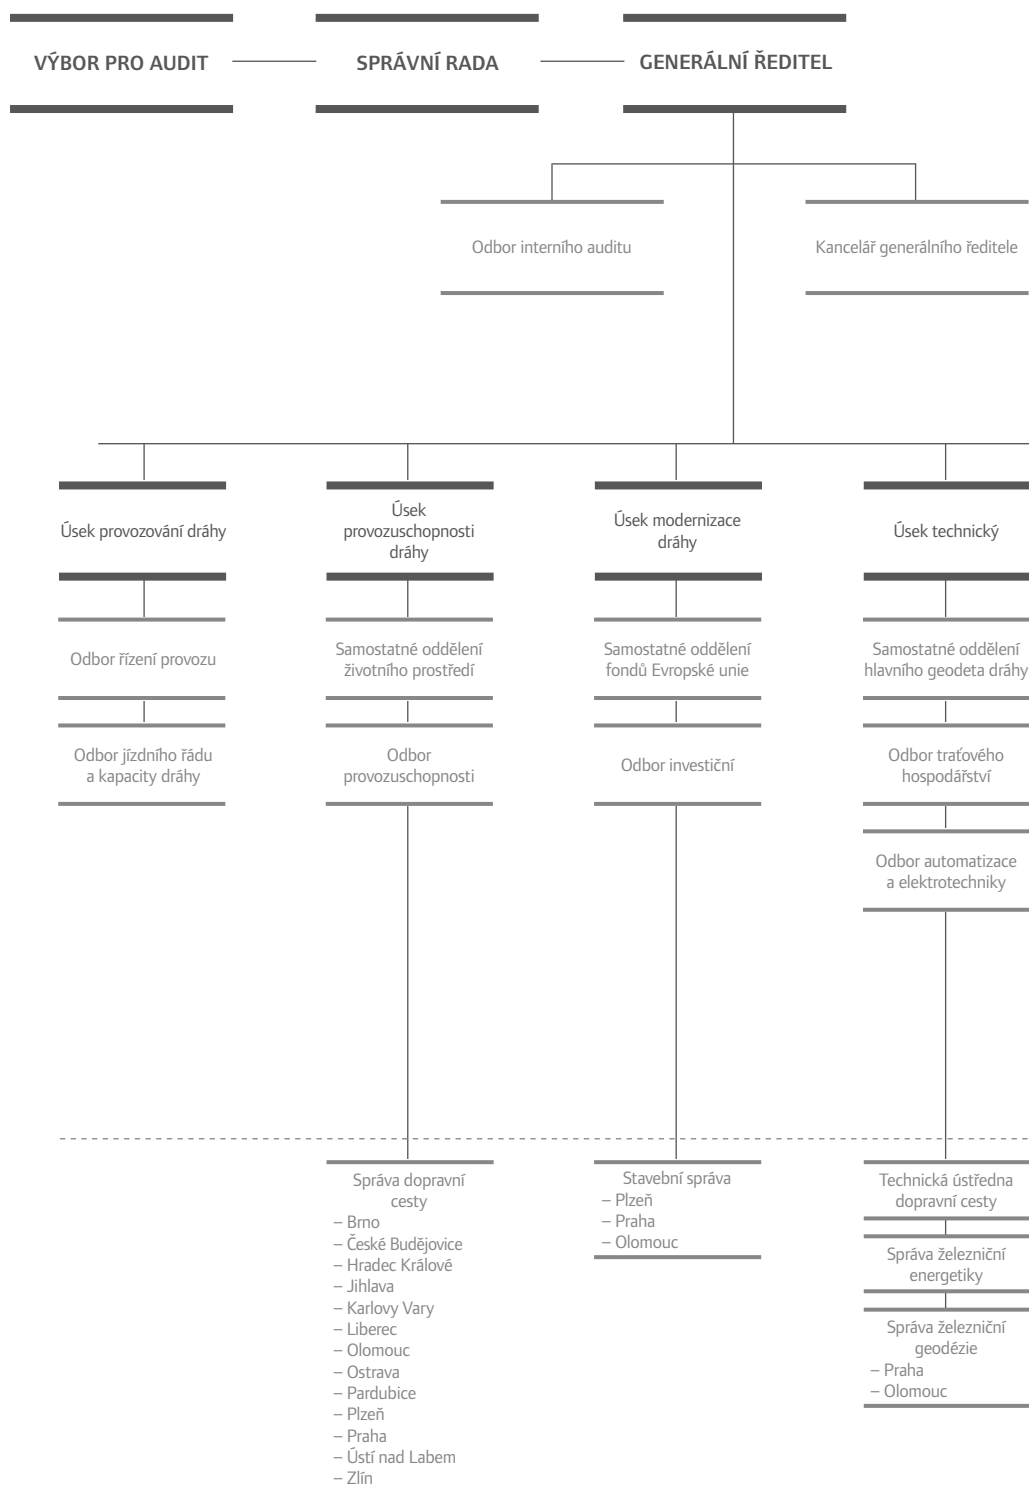 VÝBOR PRO AUDIT
SPRÁVNÍ RADA
GENERÁLNÍ ŘEDITEL
Odbor interního auditu
Kancelář generálního ředitele
Úsek provozování dráhy
Úsek
provozuschopnosti
dráhy
Úsek modernizace
dráhy
Úsek technický
Odbor řízení provozu
Samostatné oddělení
životního prostředí
Samostatné oddělení
fondů Evropské unie
Samostatné oddělení
hlavního geodeta dráhy
Odbor jízdního řádu
a kapacity dráhy
Odbor
provozuschopnosti
Odbor investiční
Odbor traťového
hospodářství
Odbor automatizace
a elektrotechniky
Správa dopravní
cesty
– Brno
– České Budějovice
– Hradec Králové
– Jihlava
– Karlovy Vary
– Liberec
– Olomouc
– Ostrava
– Pardubice
– Plzeň
– Praha
– Ústí nad Labem
– Zlín
Stavební správa
– Plzeň
– Praha
– Olomouc
Technická ústředna
dopravní cesty
Správa železniční
energetiky
Správa železniční
geodézie
– Praha
– Olomouc